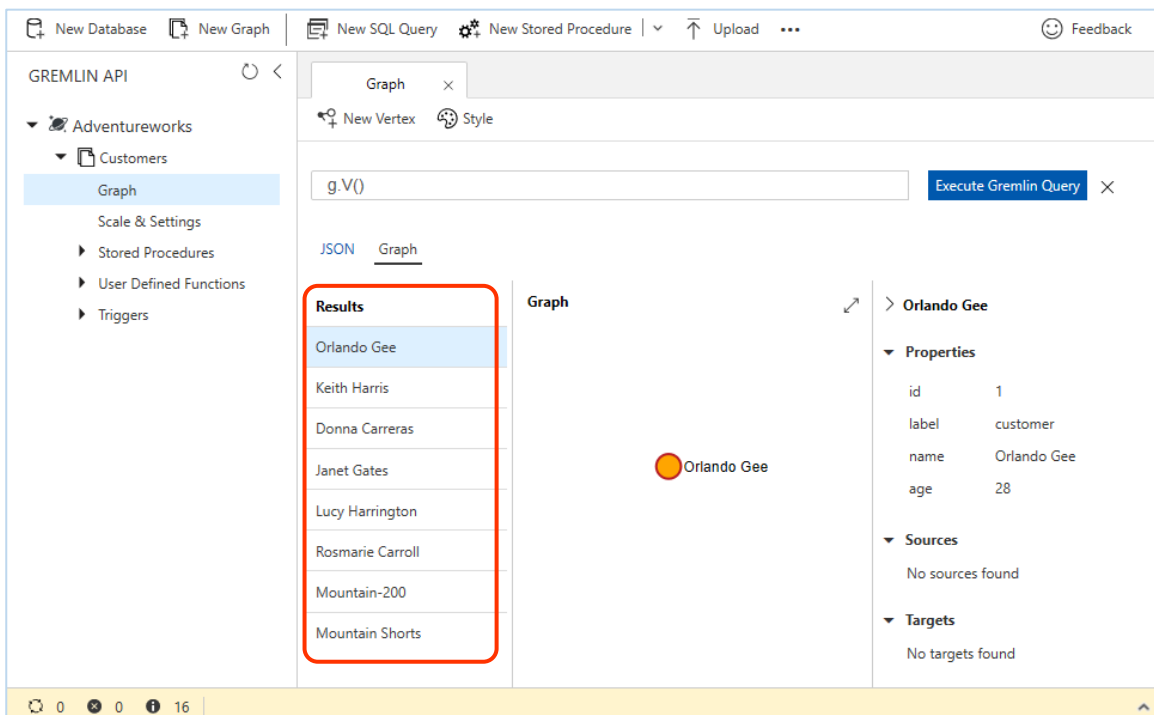 New Database New Graph New SQL Query New Stored Procedure Upload ••• Feedback
GREMLIN API
Adventureworks
Customers
Graph
Scale & Settings
Stored Procedures
User Defined Functions
Triggers
Graph
New Vertex Style
g.V()
Execute Gremlin Query
JSON Graph
Results
Orlando Gee
Keith Harris
Donna Carreras
Janet Gates
Lucy Harrington
Rosmarie Carroll
Mountain-200
Mountain Shorts
Graph
Orlando Gee
Orlando Gee
Properties
id 1
label customer
name Orlando Gee
age 28
Sources
No sources found
Targets
No targets found
0 0 16